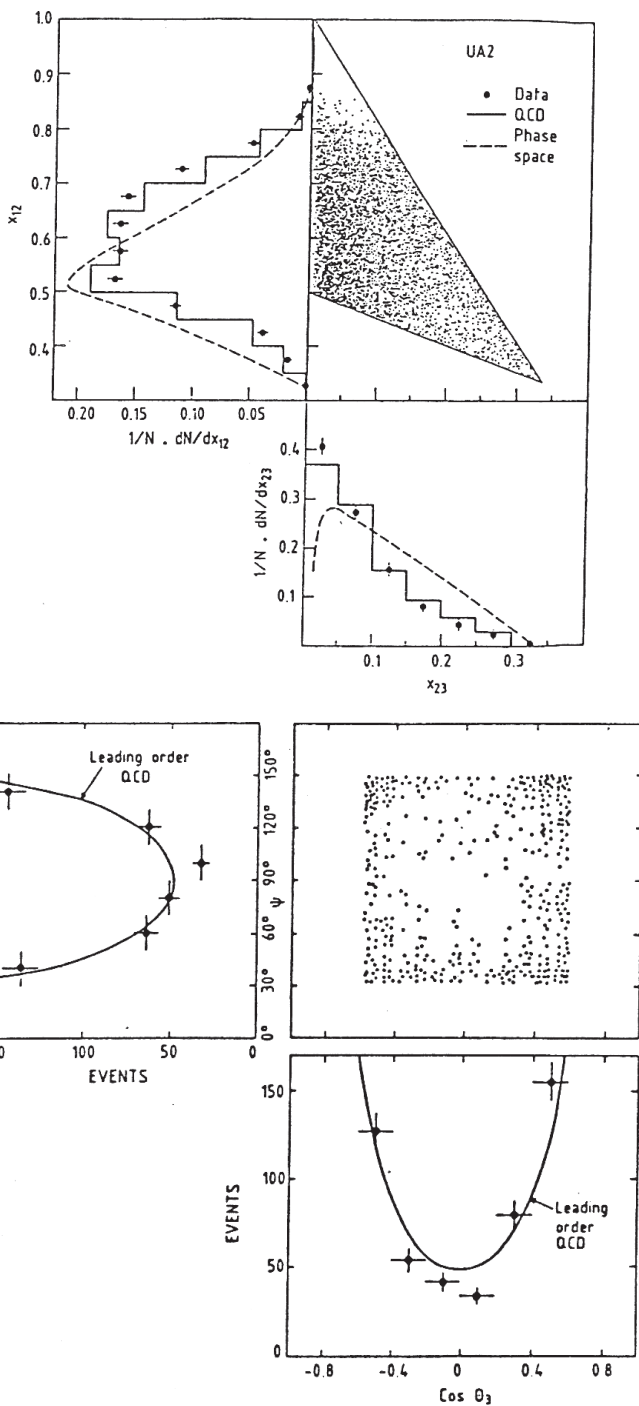 1.0
0.9
0.8
0.7
0.6
0.5
0.4
x12
0.20 0.15 0.10 0.05
1/N . dN/dx12
UA2
Data
QCD
Phase
space
0.4
0.3
0.2
0.1
1/N . dN/dx23
0.1 0.2 0.3
x23
Leading order
QCD
150°
120°
90°
ψ
60°
30°
0°
0 100 50 0
EVENTS
150
100
50
0
EVENTS
Leading
order
QCD
-0.8 -0.4 0 0.4 0.8
Cos θ3